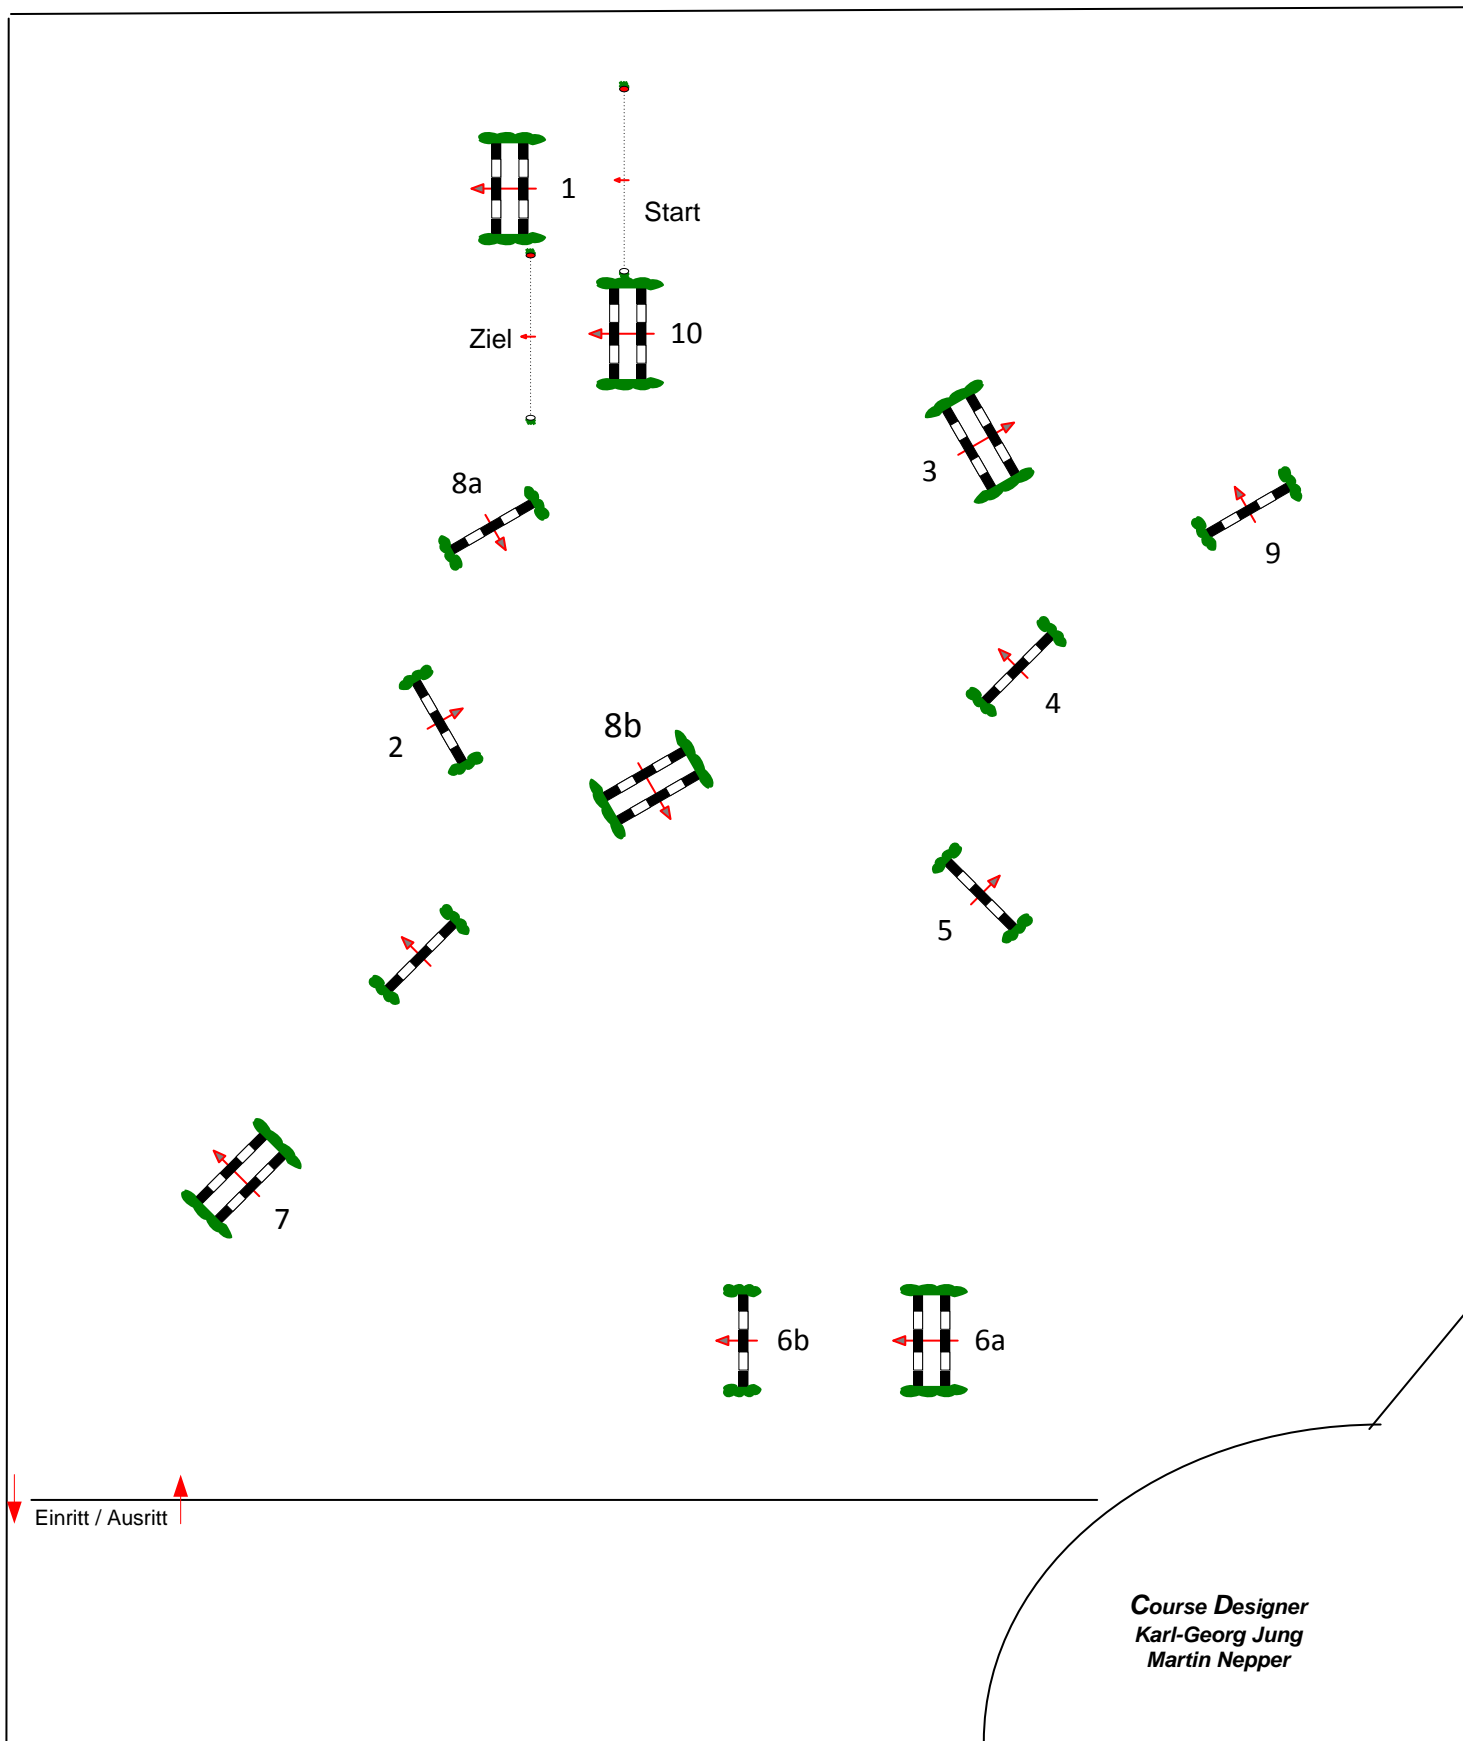 1
Start
Ziel
10
8a
3
9
2
8b
4
5
7
6b
6a
Einritt / Ausritt
Course Designer
Karl-Georg Jung
Martin Nepper